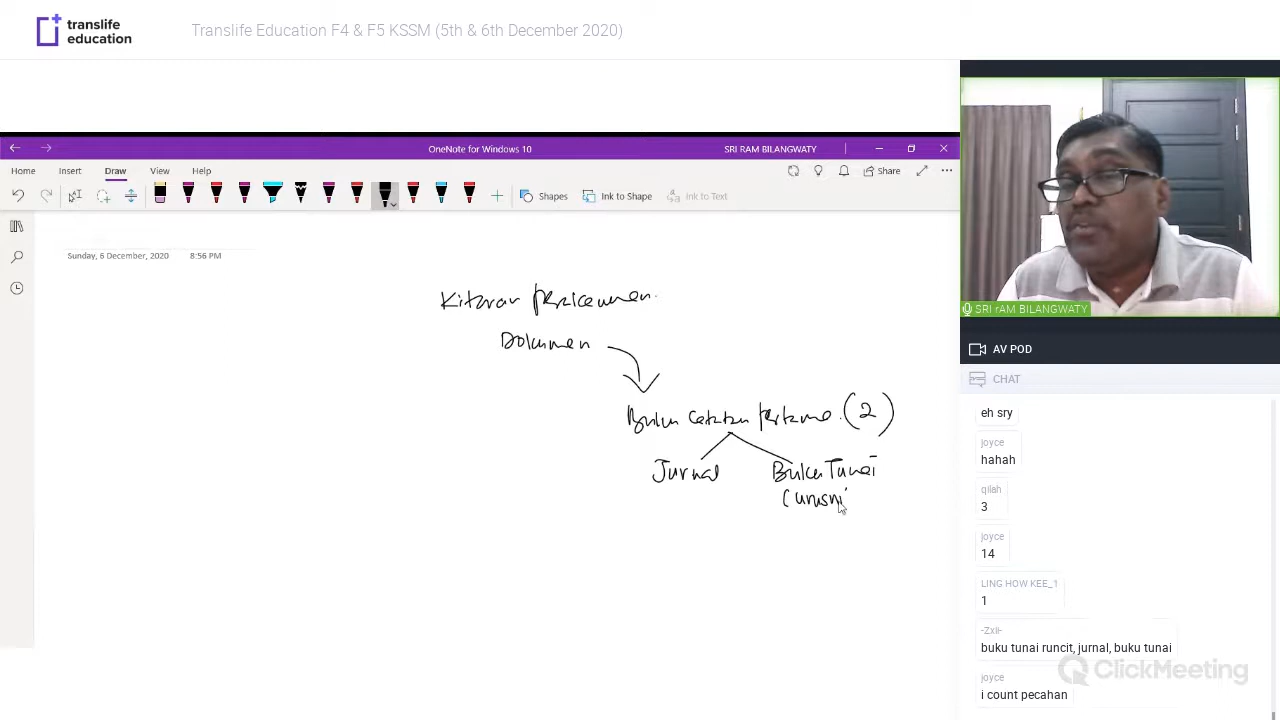 translife
education
Translife Education F4 & F5 KSSM (5th & 6th December 2020)
OneNote for Windows 10
SRI RAM BILANGWATY
Home Insert Draw View Help
Share
Shapes Ink to Shape Ink to Text
Sunday, 6 December, 2020 8:56 PM
Kitaran perakaunan.
Dokumen
Buku Catatan Pertama. (2)
Jurnal Buku Tunai
(urusni
SRI rAM BILANGWATY
AV POD
CHAT
eh sry
joyce
hahah
qilah
3
joyce
14
LING HOW KEE_1
1
-Zxli-
buku tunai runcit, jurnal, buku tunai
joyce
i count pecahan
ClickMeeting